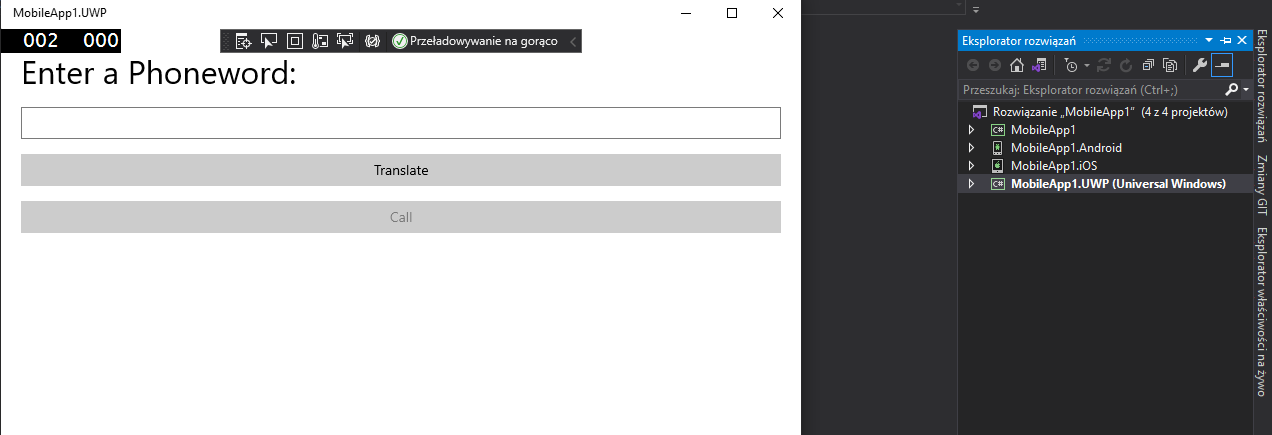 MobileApp1.UWP
002 000
Przeładowywanie na gorąco
Enter a Phoneword:
Translate
Call
Eksplorator rozwiązań
Przeszukaj: Eksplorator rozwiązań (Ctrl+;)
Rozwiązanie „MobileApp1” (4 z 4 projektów)
C# MobileApp1
MobileApp1.Android
MobileApp1.iOS
C# MobileApp1.UWP (Universal Windows)
Eksplorator rozwiązań
Zmiany GIT
Eksplorator właściwości na żywo